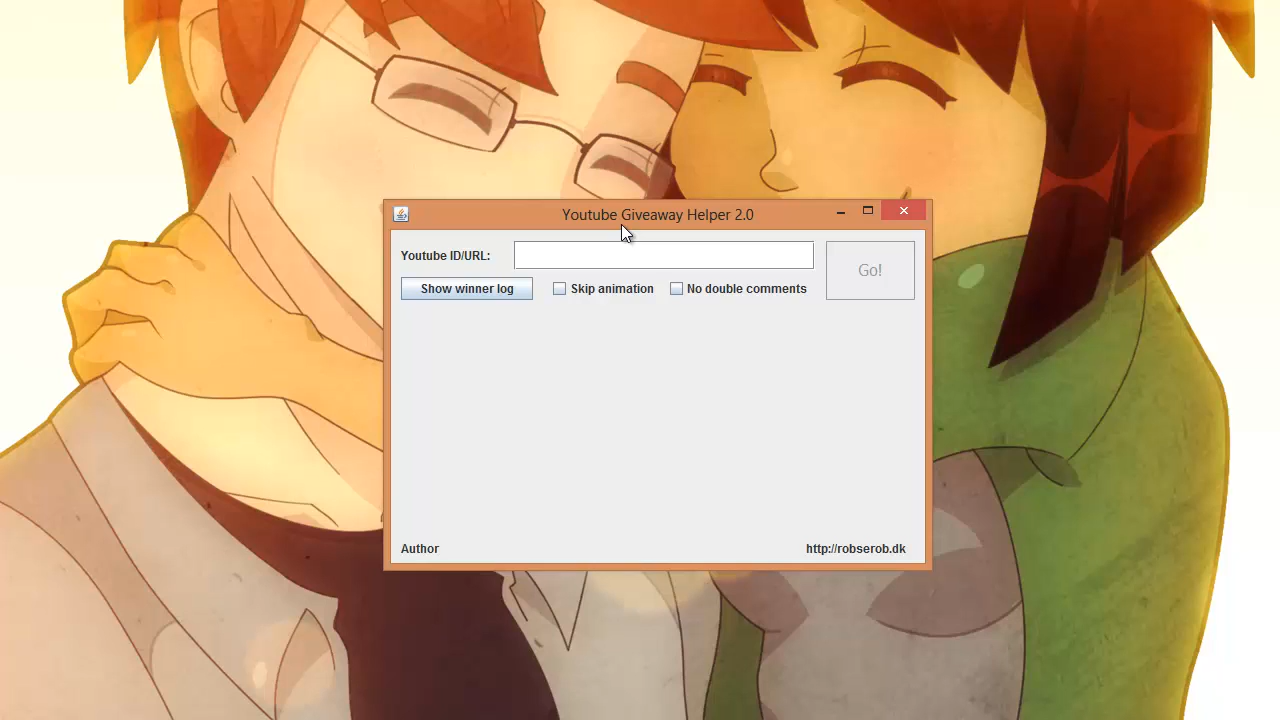 Youtube Giveaway Helper 2.0
Youtube ID/URL:
Go!
Show winner log
Skip animation
No double comments
Author
http://robserob.dk